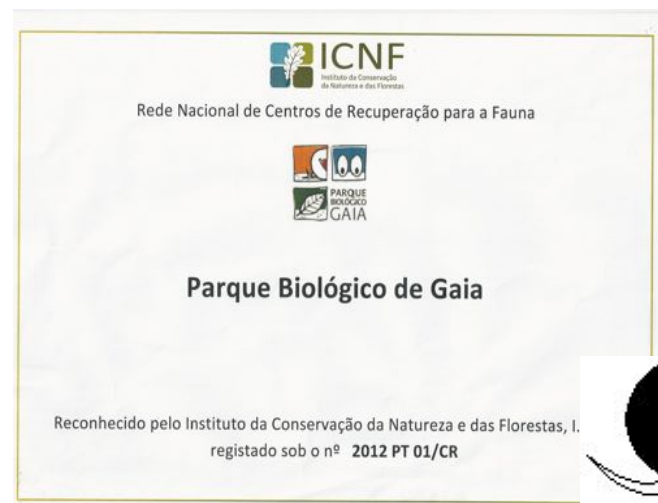 ICNF
Instituto da Conservação
da Natureza e das Florestas
Rede Nacional de Centros de Recuperação para a Fauna
PARQUE
BIOLÓGICO
GAIA
Parque Biológico de Gaia
Reconhecido pelo Instituto da Conservação da Natureza e das Florestas, I.
registado sob o nº 2012 PT 01/CR